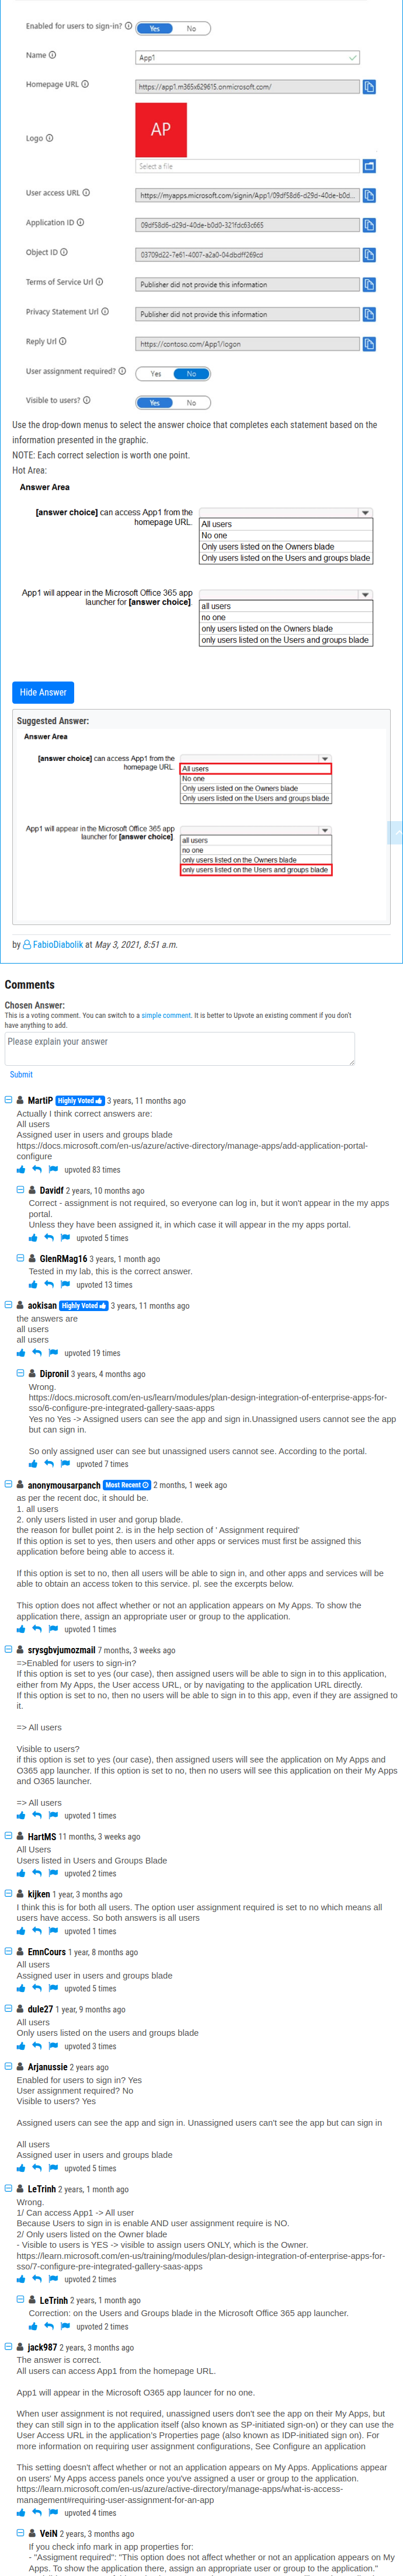 Enabled for users to sign-in?
Yes
No
Name
App1
Homepage URL
https://app1.m365x629615.onmicrosoft.com/
Logo
AP
Select a file
User access URL
https://myapps.microsoft.com/signin/App1/09df58d6-d29d-40de-b0d...
Application ID
09df58d6-d29d-40de-b0d0-321fdc63c665
Object ID
03709d22-7e61-4007-a2a0-04dbdff269cd
Terms of Service Url
Publisher did not provide this information
Privacy Statement Url
Publisher did not provide this information
Reply Url
https://contoso.com/App1/logon
User assignment required?
Yes
No
Visible to users?
Yes
No
Use the drop-down menus to select the answer choice that completes each statement based on the
information presented in the graphic.
NOTE: Each correct selection is worth one point.
Hot Area:
Answer Area
[answer choice] can access App1 from the
homepage URL.
All users
No one
Only users listed on the Owners blade
Only users listed on the Users and groups blade
App1 will appear in the Microsoft Office 365 app
launcher for [answer choice].
all users
no one
only users listed on the Owners blade
only users listed on the Users and groups blade
Hide Answer
Suggested Answer:
Answer Area
[answer choice] can access App1 from the
homepage URL.
All users
No one
Only users listed on the Owners blade
Only users listed on the Users and groups blade
App1 will appear in the Microsoft Office 365 app
launcher for [answer choice].
all users
no one
only users listed on the Owners blade
only users listed on the Users and groups blade
by FabioDiabolik at May 3, 2021, 8:51 a.m.
Comments
Chosen Answer:
This is a voting comment. You can switch to a simple comment. It is better to Upvote an existing comment if you don't
have anything to add.
Please explain your answer
Submit
MartiP Highly Voted 3 years, 11 months ago
Actually I think correct answers are:
All users
Assigned user in users and groups blade
https://docs.microsoft.com/en-us/azure/active-directory/manage-apps/add-application-portal-
configure
upvoted 83 times
Davidf 2 years, 10 months ago
Correct - assignment is not required, so everyone can log in, but it won't appear in the my apps
portal.
Unless they have been assigned it, in which case it will appear in the my apps portal.
upvoted 5 times
GlenRMag16 3 years, 1 month ago
Tested in my lab, this is the correct answer.
upvoted 13 times
aokisan Highly Voted 3 years, 11 months ago
the answers are
all users
all users
upvoted 19 times
Dipronil 3 years, 4 months ago
Wrong.
https://docs.microsoft.com/en-us/learn/modules/plan-design-integration-of-enterprise-apps-for-
sso/6-configure-pre-integrated-gallery-saas-apps
Yes no Yes -> Assigned users can see the app and sign in.Unassigned users cannot see the app
but can sign in.
So only assigned user can see but unassigned users cannot see. According to the portal.
upvoted 7 times
anonymousarpanch Most Recent 2 months, 1 week ago
as per the recent doc, it should be.
1. all users
2. only users listed in user and gorup blade.
the reason for bullet point 2. is in the help section of ' Assignment required'
If this option is set to yes, then users and other apps or services must first be assigned this
application before being able to access it.
If this option is set to no, then all users will be able to sign in, and other apps and services will be
able to obtain an access token to this service. pl. see the excerpts below.
This option does not affect whether or not an application appears on My Apps. To show the
application there, assign an appropriate user or group to the application.
upvoted 1 times
srysgbvjumozmail 7 months, 3 weeks ago
=>Enabled for users to sign-in?
If this option is set to yes (our case), then assigned users will be able to sign in to this application,
either from My Apps, the User access URL, or by navigating to the application URL directly.
If this option is set to no, then no users will be able to sign in to this app, even if they are assigned to
it.
=> All users
Visible to users?
if this option is set to yes (our case), then assigned users will see the application on My Apps and
O365 app launcher. If this option is set to no, then no users will see this application on their My Apps
and O361 launcher.
=> All users
upvoted 1 times
HartMS 11 months, 3 weeks ago
All Users
Users listed in Users and Groups Blade
upvoted 2 times
kijken 1 year, 3 months ago
I think this is for both all users. The option user assignment required is set to no which means all
users have access. So both answers is all users
upvoted 1 times
EmnCours 1 year, 8 months ago
All users
Assigned user in users and groups blade
upvoted 5 times
dule27 1 year, 9 months ago
All users
Only users listed on the users and groups blade
upvoted 3 times
Arjanussie 2 years ago
Enabled for users to sign in? Yes
User assignment required? No
Visible to users? Yes
Assigned users can see the app and sign in. Unassigned users can't see the app but can sign in
All users
Assigned user in users and groups blade
upvoted 5 times
LeTrinh 2 years, 1 month ago
Wrong.
1/ Can access App1 -> All user
Because Users to sign in is enable AND user assignment require is NO.
2/ Only users listed on the Owner blade
- Visible to users is YES -> visible to assign users ONLY, which is the Owner.
https://learn.microsoft.com/en-us/training/modules/plan-design-integration-of-enterprise-apps-for-
sso/7-configure-pre-integrated-gallery-saas-apps
upvoted 2 times
LeTrinh 2 years, 1 month ago
Correction: on the Users and Groups blade in the Microsoft Office 365 app launcher.
upvoted 2 times
jack987 2 years, 3 months ago
The answer is correct.
All users can access App1 from the homepage URL.
App1 will appear in the Microsoft O365 app launcer for no one.
When user assignment is not required, unassigned users don't see the app on their My Apps, but
they can still sign in to the application itself (also known as SP-initiated sign-on) or they can use the
User Access URL in the application's Properties page (also known as IDP-initiated sign on). For
more information on requiring user assignment configurations, See Configure an application
This setting doesn't affect whether or not an application appears on My Apps. Applications appear
on users' My Apps access panels once you've assigned a user or group to the application.
https://learn.microsoft.com/en-us/azure/active-directory/manage-apps/what-is-access-
management#requiring-user-assignment-for-an-app
upvoted 4 times
VeiN 2 years, 3 months ago
If you check info mark in app properties for:
- "Assigment required": "This option does not affect whether or not an application appears on My
Apps. To show the application there, assign an appropriate user or group to the application."